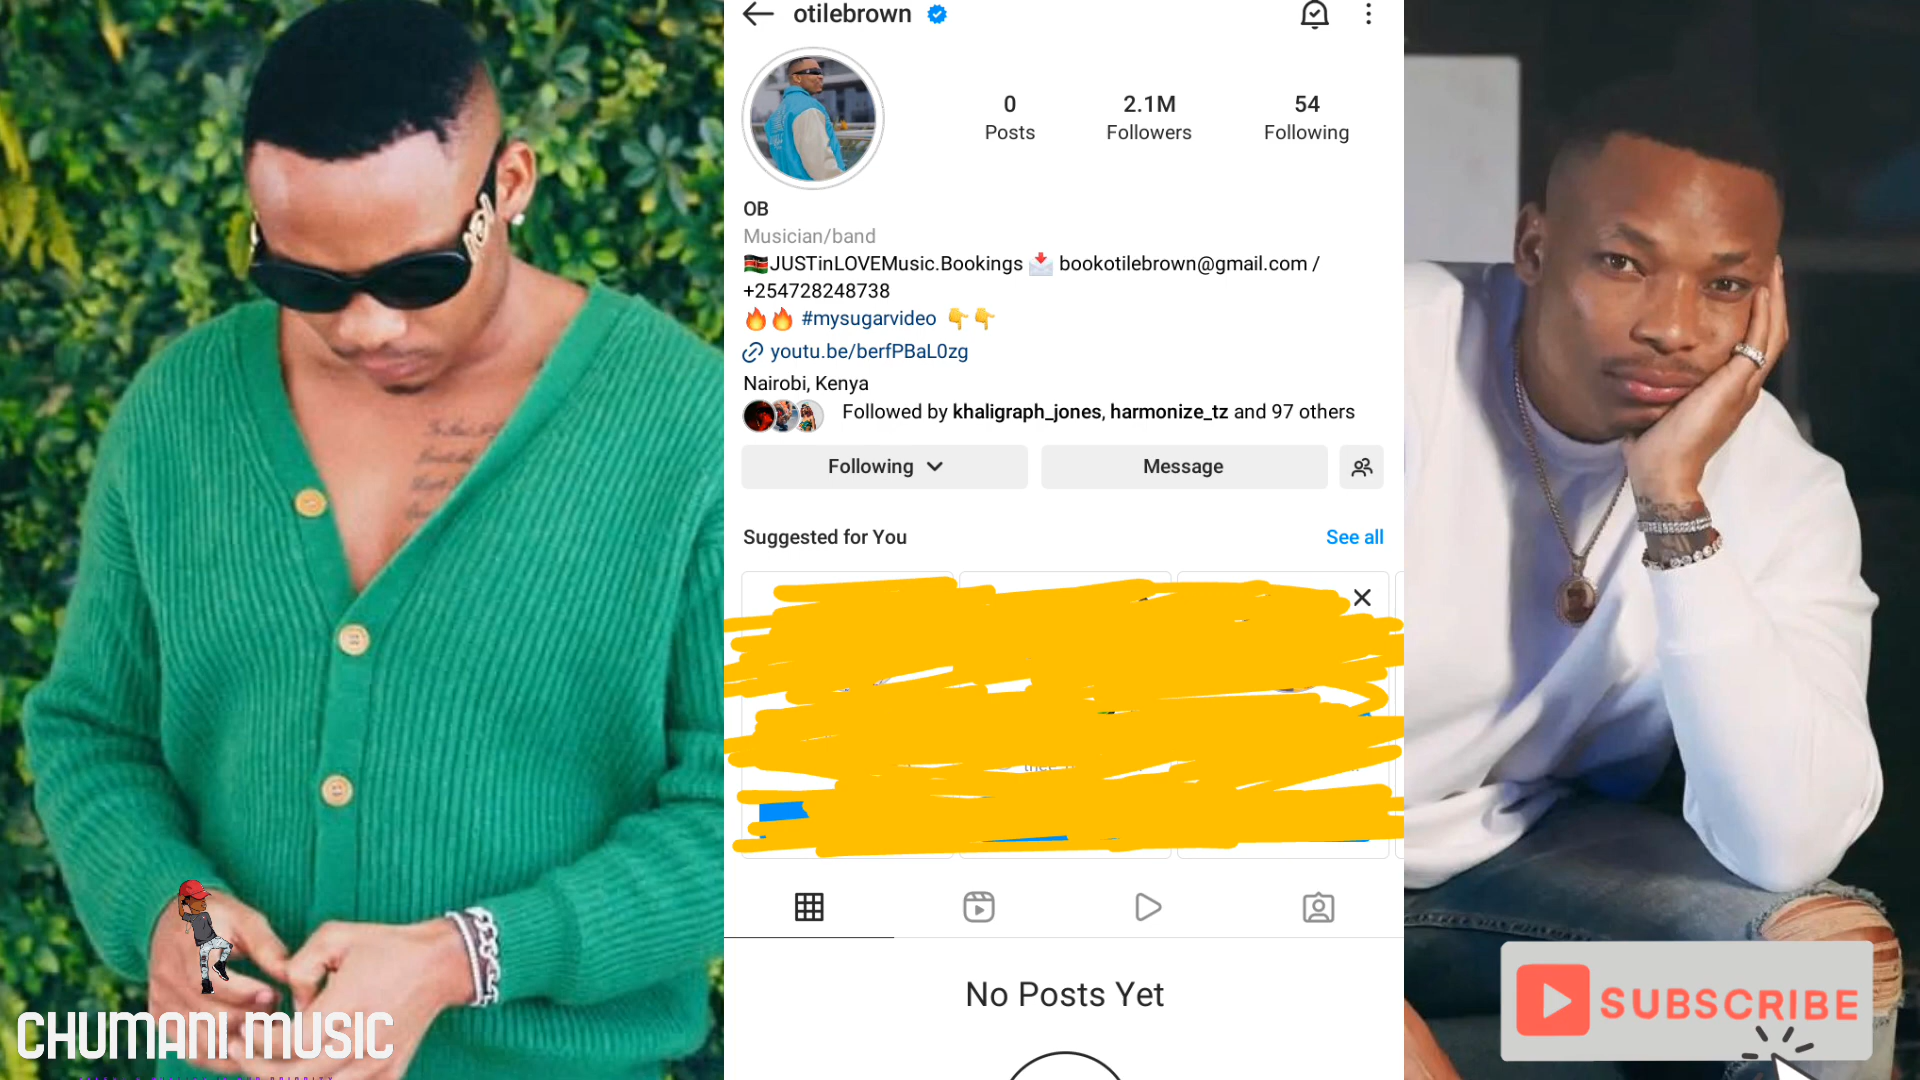 otilebrown
0
Posts
2.1M
Followers
54
Following
OB
Musician/band
🇰🇪JUSTinLOVEMusic.Bookings 📩 bookotilebrown@gmail.com /
+254728248738
🔥🔥 #mysugarvideo 👇👇
youtu.be/berfPBaL0zg
Nairobi, Kenya
Followed by khaligraph_jones, harmonize_tz and 97 others
Following
Message
Suggested for You
See all
No Posts Yet
CHUMANI MUSIC
SUBSCRIBE